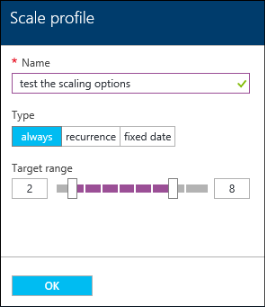 Scale profile
* Name
test the scaling options
Type
always recurrence fixed date
Target range
2 8
OK